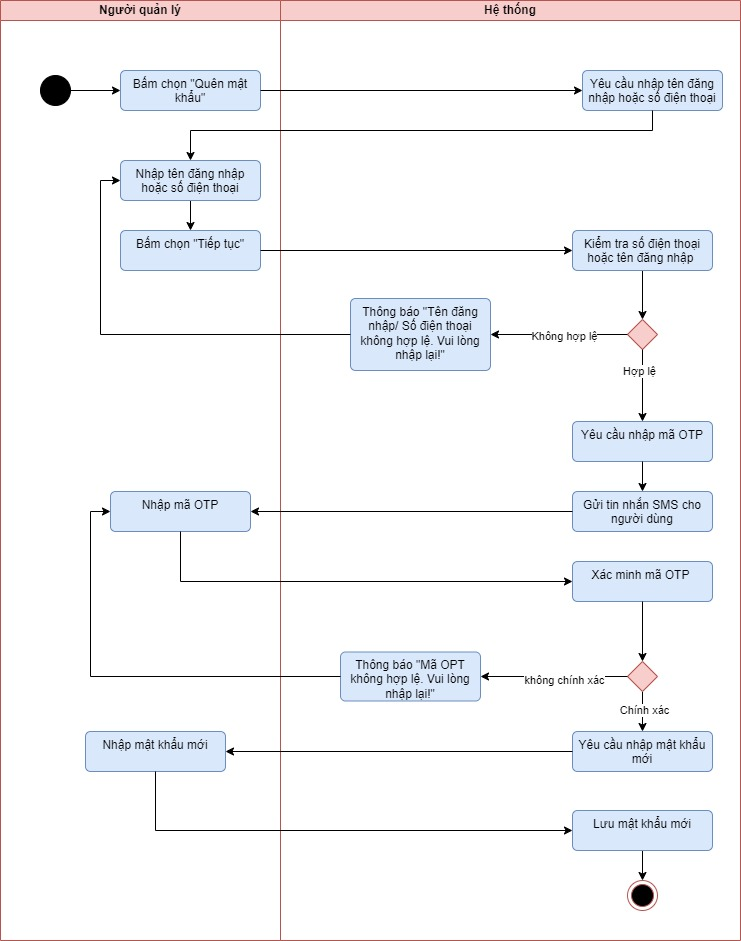 Người quản lý
Hệ thống
Bấm chọn "Quên mật
khẩu"
Yêu cầu nhập tên đăng
nhập hoặc số điện thoại
Nhập tên đăng nhập
hoặc số điện thoại
Bấm chọn "Tiếp tục"
Kiểm tra số điện thoại
hoặc tên đăng nhập
Thông báo "Tên đăng
nhập/ Số điện thoại
không hợp lệ. Vui lòng
nhập lại!"
Không hợp lệ
Hợp lệ
Yêu cầu nhập mã OTP
Nhập mã OTP
Gửi tin nhắn SMS cho
người dùng
Xác minh mã OTP
Thông báo "Mã OPT
không hợp lệ. Vui lòng
nhập lại!"
không chính xác
Chính xác
Nhập mật khẩu mới
Yêu cầu nhập mật khẩu
mới
Lưu mật khẩu mới